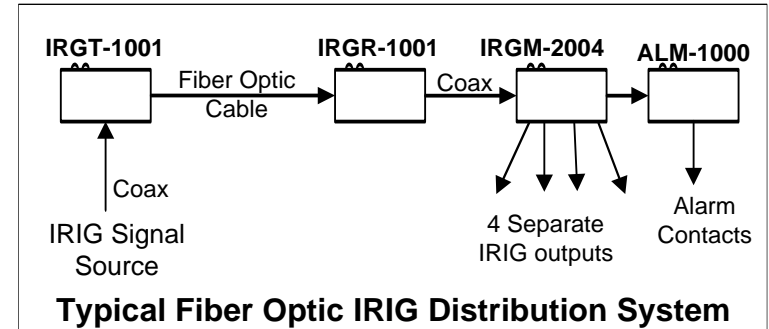 IRGT-1001
IRGR-1001
IRGM-2004
ALM-1000
Fiber Optic
Cable
Coax
Coax
IRIG Signal
Source
4 Separate
IRIG outputs
Alarm
Contacts
Typical Fiber Optic IRIG Distribution System